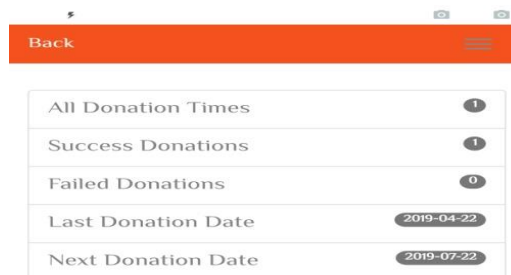 Back
All Donation Times 1
Success Donations 1
Failed Donations 0
Last Donation Date 2019-04-22
Next Donation Date 2019-07-22